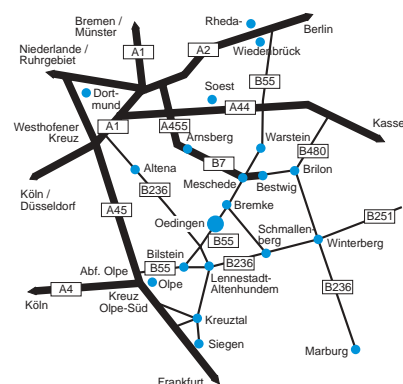 Rheda-
Wiedenbrück
Berlin
Bremen /
Münster
A1
A2
Niederlande /
Ruhrgebiet
B55
Dort-
mund
Soest
A44
A1
Westhofener
Kreuz
A455
Arnsberg
Warstein
Kasse
B480
B7
Altena
Meschede
Bestwig
Brilon
Köln /
Düsseldorf
B236
Bremke
A45
Oedingen
Schmallen
berg
B251
B55
Winterberg
Bilstein
B236
Abf. Olpe
B55
Lennestadt-
Altenhundem
Olpe
B236
A4
Köln
Kreuz
Olpe-Süd
Kreuztal
Siegen
Marburg
Frankfurt